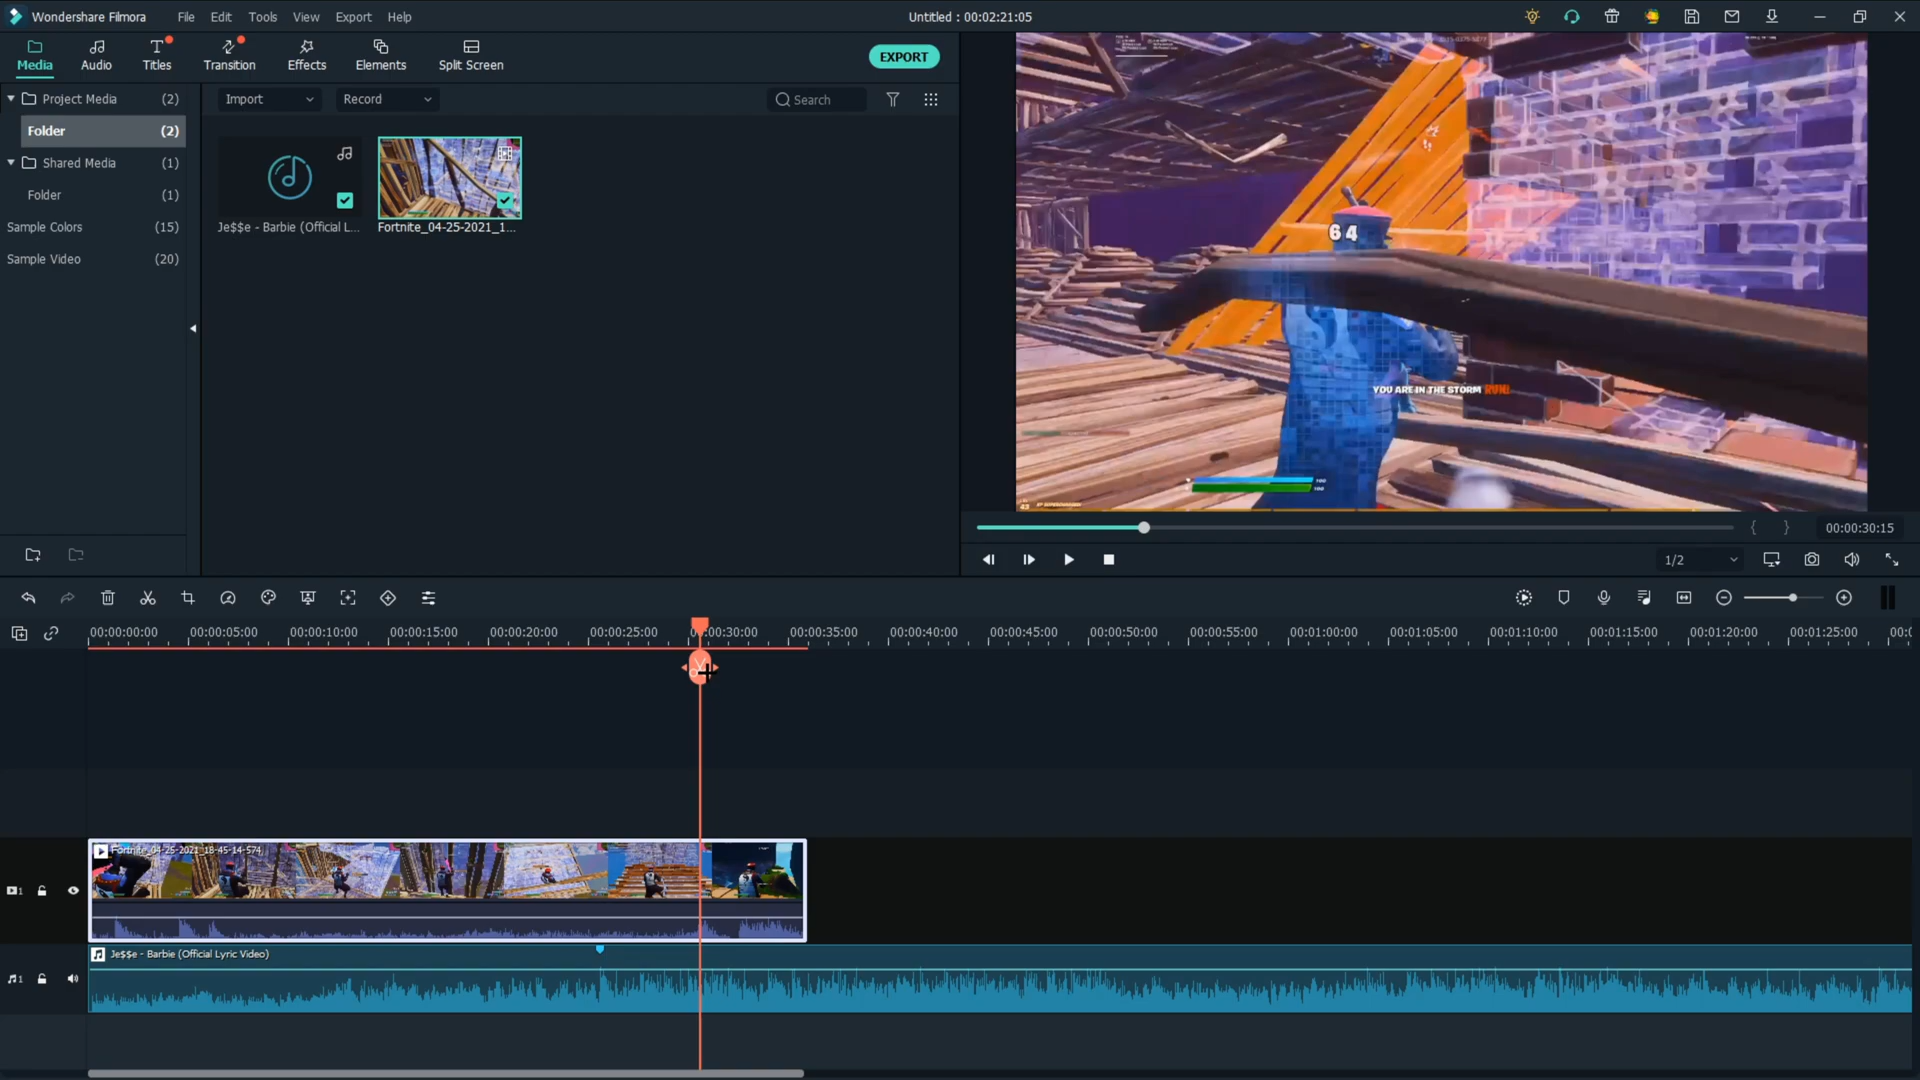 Wondershare Filmora File Edit Tools View Export Help Untitled : 00:02:21:05
Media Audio Titles Transition Effects Elements Split Screen EXPORT
Project Media (2) Import Record Search
Folder (2)
Shared Media (1)
Folder (1)
Sample Colors (15)
Sample Video (20)
Je$$e - Barbie (Official L... Fortnite_04-25-2021_1...
64
YOU ARE IN THE STORM RUN!
100
100
43
{ } 00:00:30:15
1/2
00:00:00:00 00:00:05:00 00:00:10:00 00:00:15:00 00:00:20:00 00:00:25:00 00:00:30:00 00:00:35:00 00:00:40:00 00:00:45:00 00:00:50:00 00:00:55:00 00:01:00:00 00:01:05:00 00:01:10:00 00:01:15:00 00:01:20:00 00:01:25:00
Fortnite_04-25-2021_18-45-14-574
1
Je$$e - Barbie (Official Lyric Video)
1